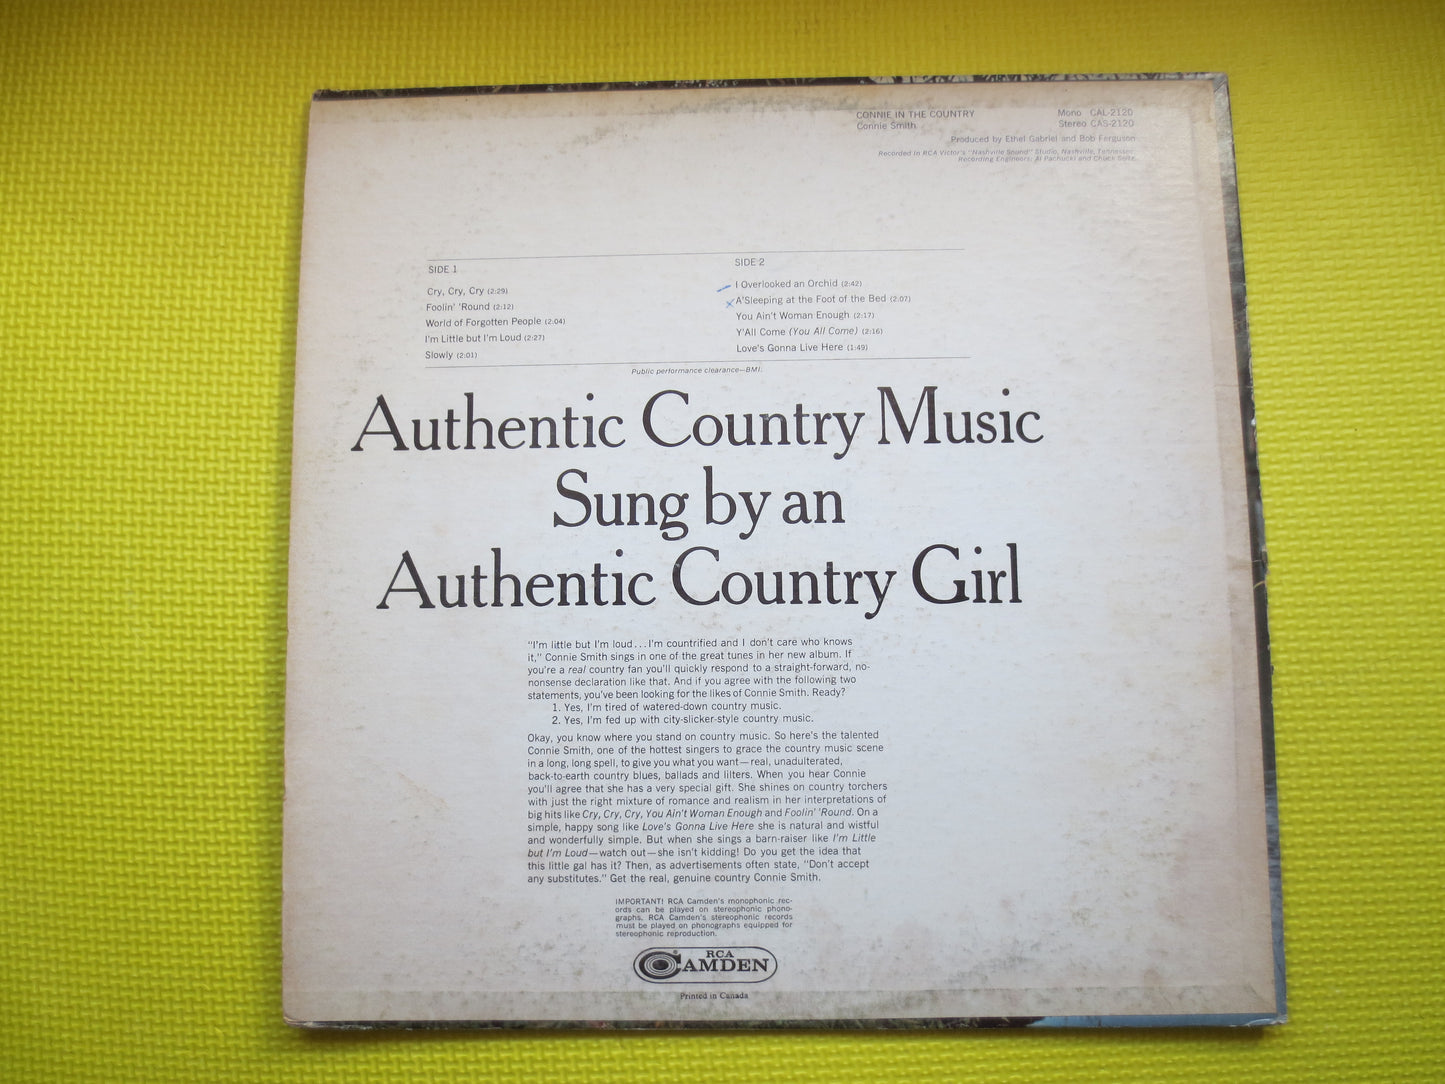 CONNIE IN THE COUNTRY
Connie Smith
Mono CAL-2120
Stereo CAS-2120
Produced by Ethel Gabriel and Bob Ferguson
Recorded in RCA Victor's "Nashville Sound" Studio, Nashville, Tennessee
Recording Engineers: Al Pachucki and Chuck Seitz
SIDE 1
Cry, Cry, Cry (2:29)
Foolin' 'Round (2:12)
World of Forgotten People (2:04)
I'm Little but I'm Loud (2:27)
Slowly (2:01)
SIDE 2
I Overlooked an Orchid (2:42)
A'Sleeping at the Foot of the Bed (2:07)
You Ain't Woman Enough (2:17)
Y'All Come (You All Come) (2:16)
Love's Gonna Live Here (1:49)
Public performance clearance—BMI.
Authentic Country Music
Sung by an
Authentic Country Girl
"I'm little but I'm loud...I'm countrified and I don't care who knows
it," Connie Smith sings in one of the great tunes in her new album. If
you're a real country fan you'll quickly respond to a straight-forward, no-
nonsense declaration like that. And if you agree with the following two
statements, you've been looking for the likes of Connie Smith. Ready?
1. Yes, I'm tired of watered-down country music.
2. Yes, I'm fed up with city-slicker-style country music.
Okay, you know where you stand on country music. So here's the talented
Connie Smith, one of the hottest singers to grace the country music scene
in a long, long spell, to give you what you want—real, unadulterated,
back-to-earth country blues, ballads and lilters. When you hear Connie
you'll agree that she has a very special gift. She shines on country torchers
with just the right mixture of romance and realism in her interpretations of
big hits like Cry, Cry, Cry, You Ain't Woman Enough and Foolin' 'Round. On a
simple, happy song like Love's Gonna Live Here she is natural and wistful
and wonderfully simple. But when she sings a barn-raiser like I'm Little
but I'm Loud—watch out—she isn't kidding! Do you get the idea that
this little gal has it? Then, as advertisements often state, "Don't accept
any substitutes." Get the real, genuine country Connie Smith.
IMPORTANT! RCA Camden's monophonic rec-
ords can be played on stereophonic phono-
graphs. RCA Camden's stereophonic records
must be played on phonographs equipped for
stereophonic reproduction.
RCA
CAMDEN
Printed in Canada